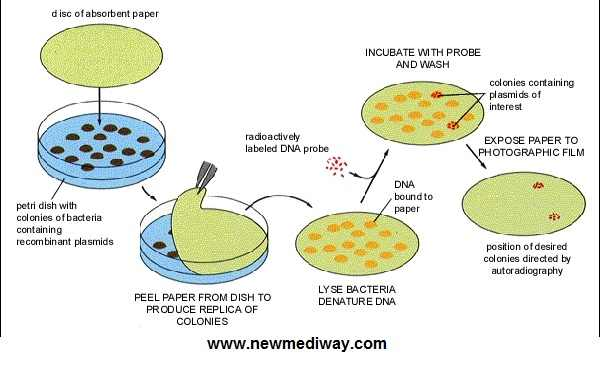 disc of absorbent paper
petri dish with
colonies of bacteria
containing
recombinant plasmids
PEEL PAPER FROM DISH TO
PRODUCE REPLICA OF
COLONIES
radioactively
labeled DNA probe
DNA
bound to
paper
LYSE BACTERIA
DENATURE DNA
INCUBATE WITH PROBE
AND WASH
colonies containing
plasmids of
interest
EXPOSE PAPER TO
PHOTOGRAPHIC FILM
position of desired
colonies directed by
autoradiography
www.newmediway.com